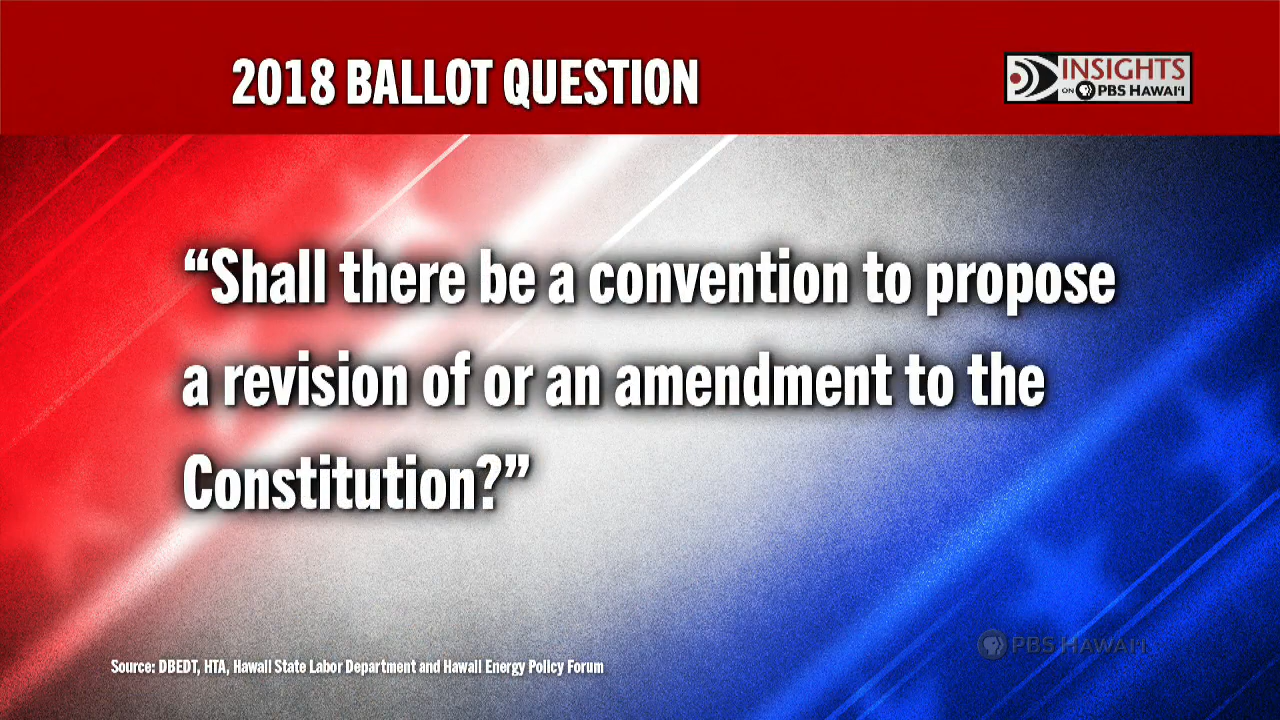 2018 BALLOT QUESTION
INSIGHTS
ON PBS HAWAI‘I
“Shall there be a convention to propose
a revision of or an amendment to the
Constitution?”
PBS HAWAI‘I
Source: DBEDT, HTA, Hawaii State Labor Department and Hawaii Energy Policy Forum